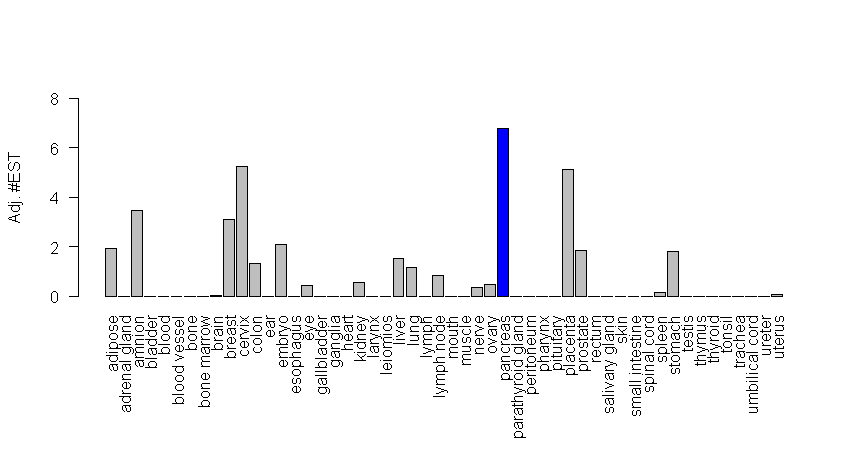 Adj. #EST
8
6
4
2
0
adipose
adrenal gland
amnion
bladder
blood
blood vessel
bone
bone marrow
brain
breast
cervix
colon
ear
embryo
esophagus
eye
gallbladder
ganglia
heart
kidney
larynx
leiomios
liver
lung
lymph
lymph node
mouth
muscle
nerve
ovary
pancreas
parathyroid gland
peritoneum
pharynx
pituitary
placenta
prostate
rectum
salivary gland
skin
small intestine
spinal cord
spleen
stomach
testis
thymus
thyroid
tonsil
trachea
umbilical cord
ureter
uterus